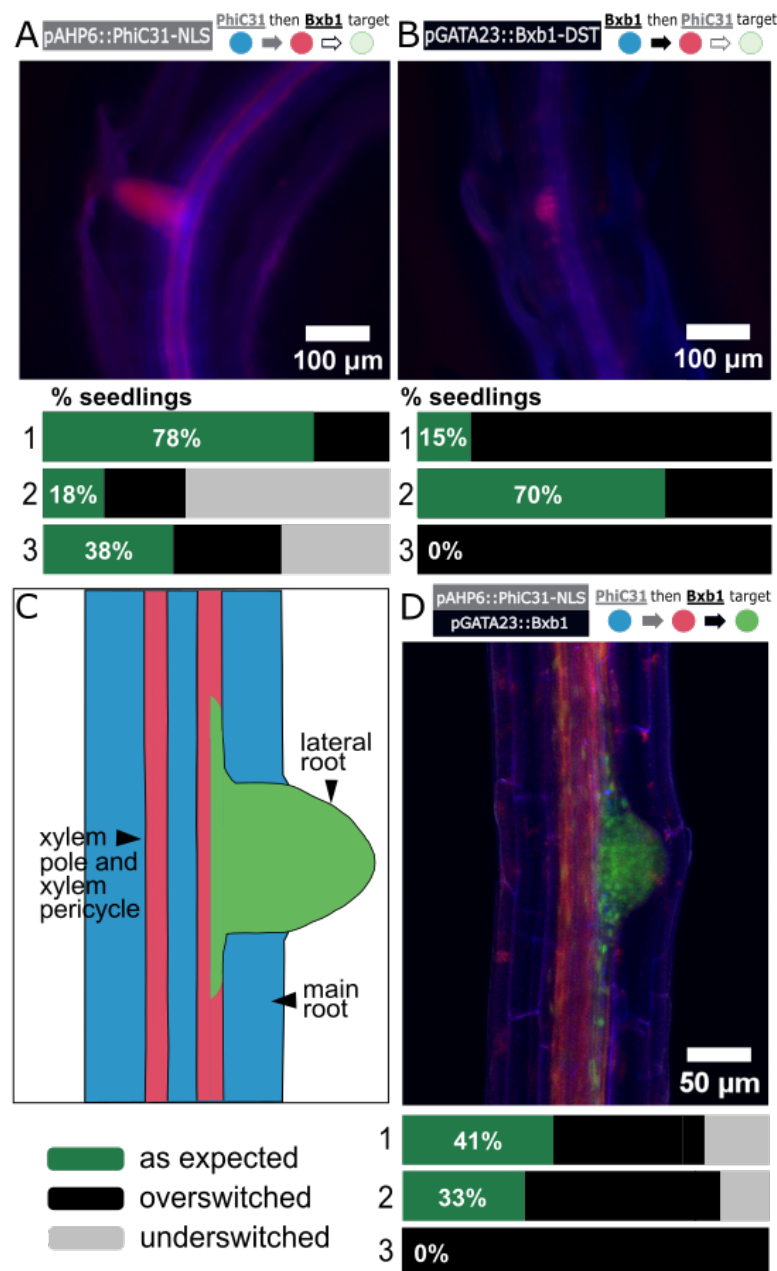 A pAHP6::PhiC31-NLS PhiC31 then Bxb1 target
B pGATA23::Bxb1-DST Bxb1 then PhiC31 target
100 µm
100 µm
% seedlings
1 78%
2 18%
3 38%
% seedlings
1 15%
2 70%
3 0%
C
lateral
root
xylem
pole and
xylem
pericycle
main
root
D pAHP6::PhiC31-NLS PhiC31 then Bxb1 target
pGATA23::Bxb1
50 µm
as expected
overswitched
underswitched
1 41%
2 33%
3 0%